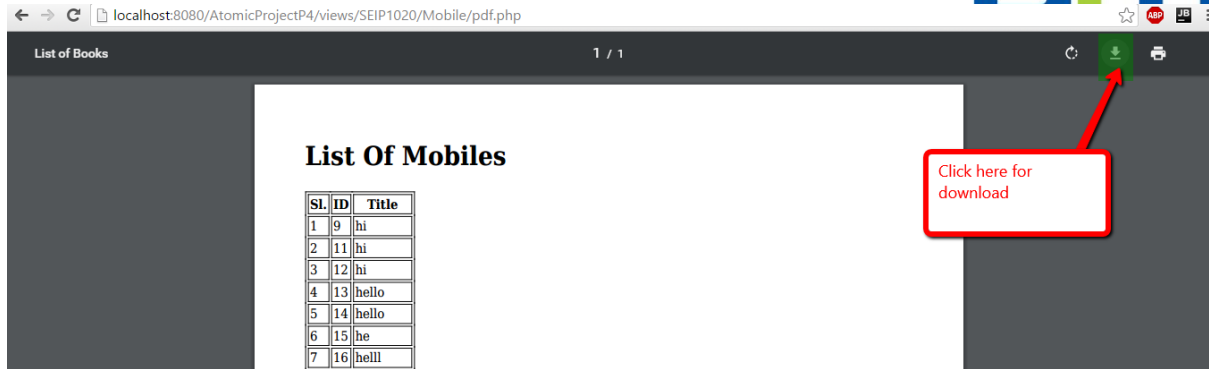 localhost:8080/AtomicProjectP4/views/SEIP1020/Mobile/pdf.php
ABP
JB
List of Books
1 / 1
List Of Mobiles
Click here for
download
Sl. ID Title
1 9 hi
2 11 hi
3 12 hi
4 13 hello
5 14 hello
6 15 he
7 16 helll